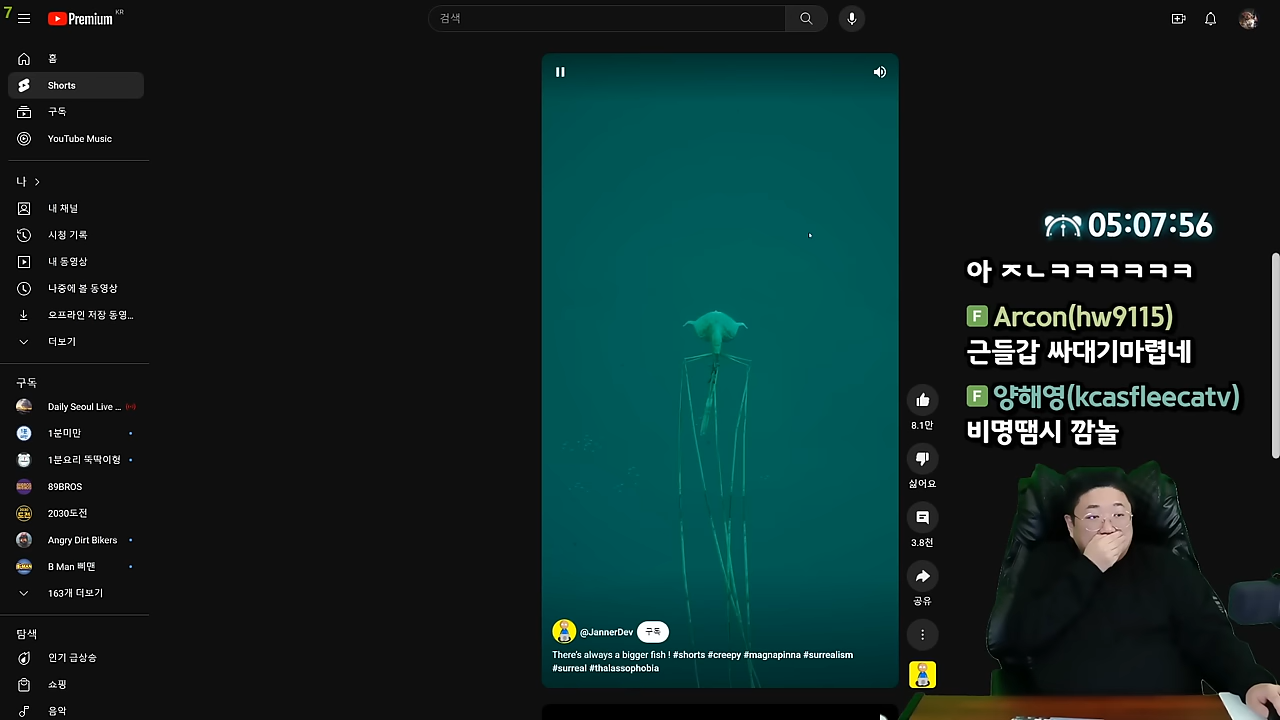 7
Premium KR
검색
홈
Shorts
구독
YouTube Music
나
내 채널
시청 기록
내 동영상
나중에 볼 동영상
오프라인 저장 동영...
더보기
구독
Daily Seoul Live ...
1분미만
1분요리 뚝딱이형
89BROS
2030도전
Angry Dirt Bikers
B Man 삐맨
163개 더보기
탐색
인기 급상승
쇼핑
음악
@JannerDev 구독
There's always a bigger fish ! #shorts #creepy #magnapinna #surrealism
#surreal #thalassophobia
8.1만
싫어요
3.8천
공유
05:07:56
아 ㅈㄴㅋㅋㅋㅋㅋㅋ
F Arcon(hw9115)
근들갑 싸대기마렵네
F 양해영(kcasfleecatv)
비명땜시 깜놀